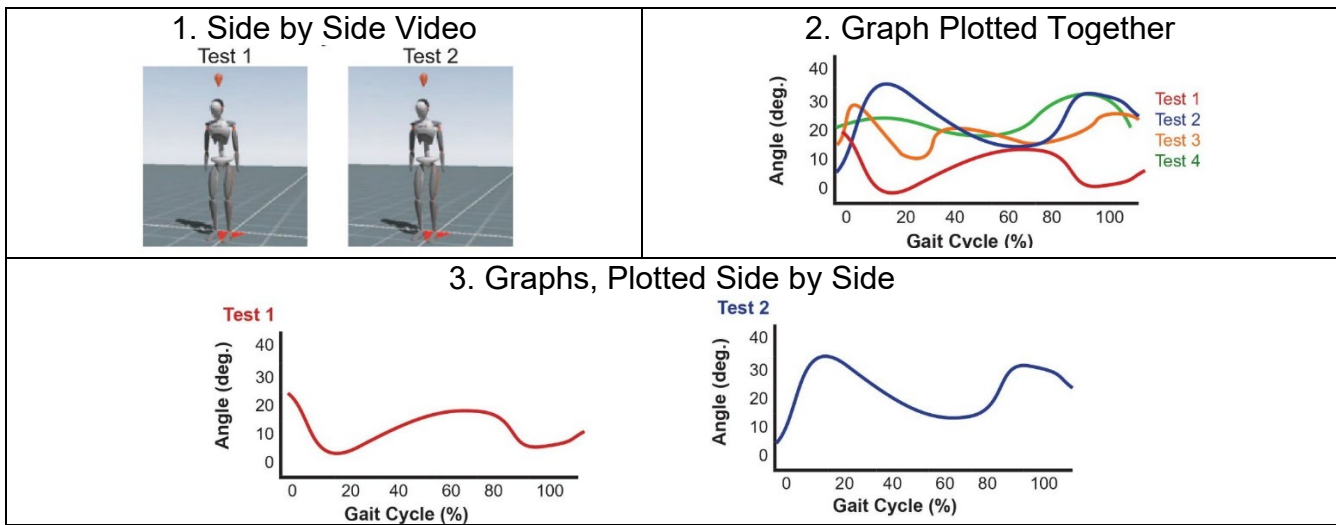 1. Side by Side Video
Test 1
Test 2
2. Graph Plotted Together
Angle (deg.)
40
30
20
10
0
0 20 40 60 80 100
Gait Cycle (%)
Test 1
Test 2
Test 3
Test 4
3. Graphs, Plotted Side by Side
Test 1
Angle (deg.)
40
30
20
10
0
0 20 40 60 80 100
Gait Cycle (%)
Test 2
Angle (deg.)
40
30
20
10
0
0 20 40 60 80 100
Gait Cycle (%)